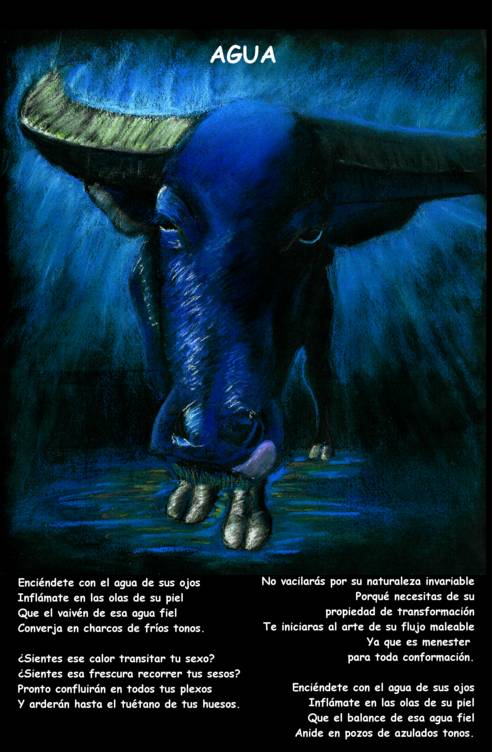 AGUA
Enciéndete con el agua de sus ojos
Inflámate en las olas de su piel
Que el vaivén de esa agua fiel
Converja en charcos de fríos tonos.
¿Sientes ese calor transitar tu sexo?
¿Sientes esa frescura recorrer tus sesos?
Pronto confluirán en todos tus plexos
Y arderán hasta el tuétano de tus huesos.
No vacilarás por su naturaleza invariable
Porqué necesitas de su
propiedad de transformación
Te iniciaras al arte de su flujo maleable
Ya que es menester
para toda conformación.
Enciéndete con el agua de sus ojos
Inflámate en las olas de su piel
Que el balance de esa agua fiel
Anide en pozos de azulados tonos.